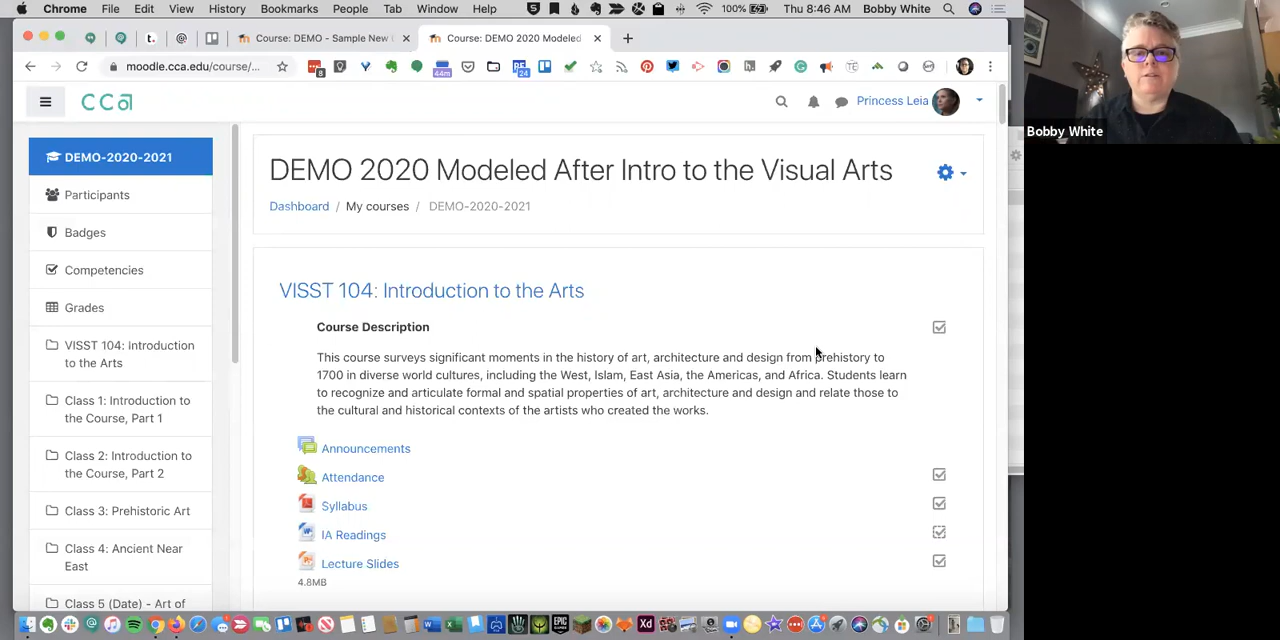 Chrome File Edit View History Bookmarks People Tab Window Help 100% Thu 8:46 AM Bobby White
t. Course: DEMO - Sample New Course: DEMO 2020 Modeled
moodle.cca.edu/course/... 8 24 44m
cca Princess Leia
DEMO-2020-2021
Participants
Badges
Competencies
Grades
VISST 104: Introduction to the Arts
Class 1: Introduction to the Course, Part 1
Class 2: Introduction to the Course, Part 2
Class 3: Prehistoric Art
Class 4: Ancient Near East
Class 5 (Date) - Art of
DEMO 2020 Modeled After Intro to the Visual Arts
Dashboard / My courses / DEMO-2020-2021
VISST 104: Introduction to the Arts
Course Description
This course surveys significant moments in the history of art, architecture and design from prehistory to
1700 in diverse world cultures, including the West, Islam, East Asia, the Americas, and Africa. Students learn
to recognize and articulate formal and spatial properties of art, architecture and design and relate those to
the cultural and historical contexts of the artists who created the works.
Announcements
Attendance
Syllabus
IA Readings
Lecture Slides
4.8MB
Bobby White
EPIC
Xd